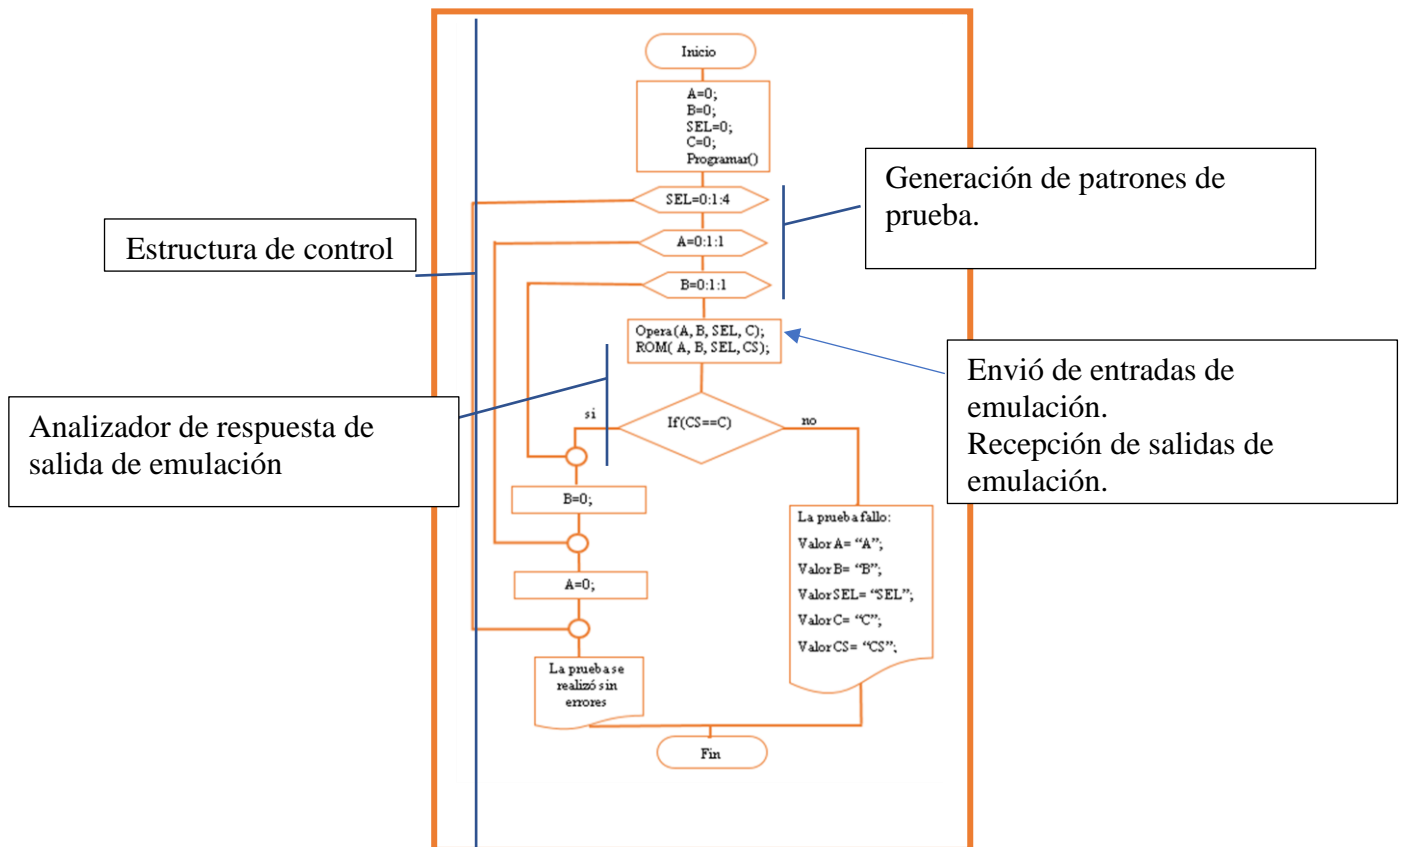 Inicio
A=0;
B=0;
SEL=0;
C=0;
Programar()
SEL=0:1:4
A=0:1:1
B=0:1:1
Generación de patrones de
prueba.
Estructura de control
Opera(A, B, SEL, C);
ROM( A, B, SEL, CS);
Envió de entradas de
emulación.
Recepción de salidas de
emulación.
Analizador de respuesta de
salida de emulación
si
If(CS==C)
no
B=0;
A=0;
La prueba se
realizó sin
errores
La prueba fallo:
Valor A= “A”;
Valor B= “B”;
Valor SEL= “SEL”;
Valor C= “C”;
Valor CS= “CS”;
Fin